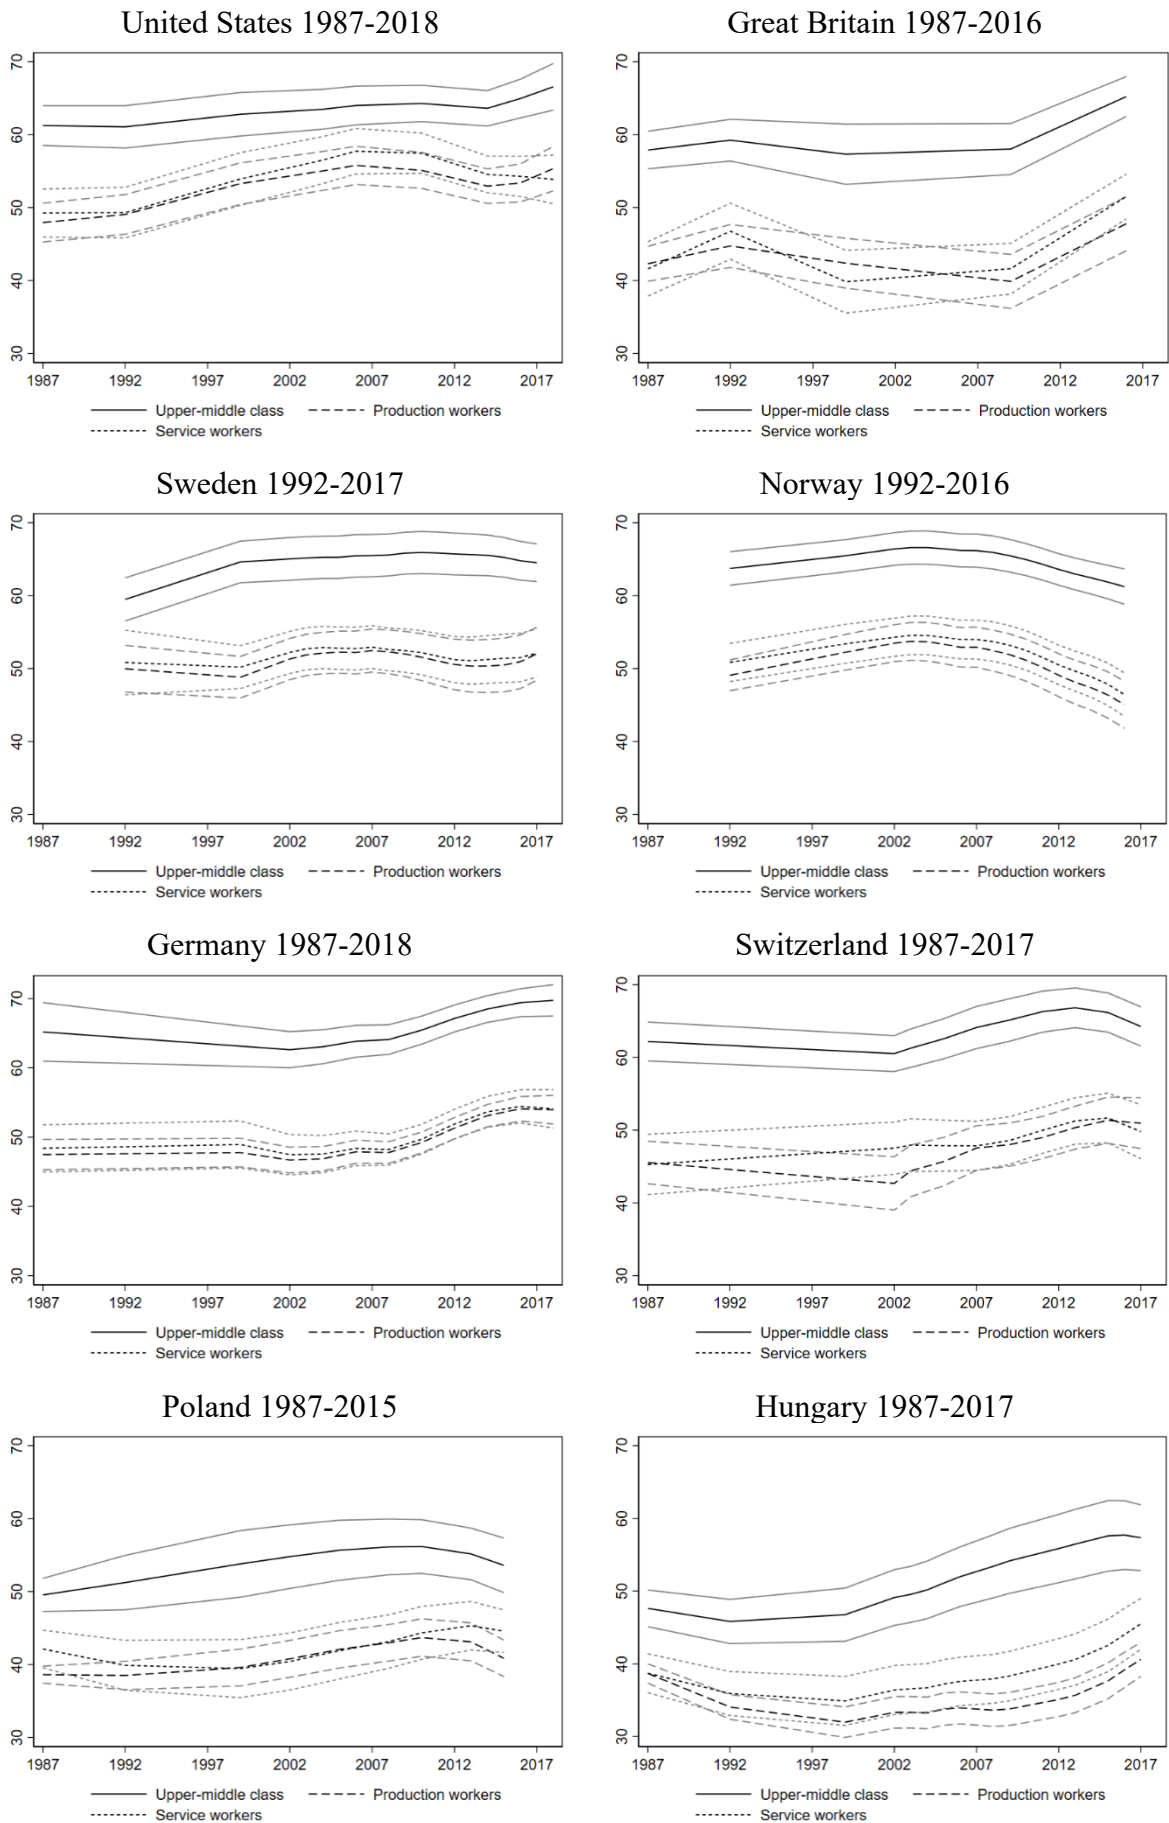 United States 1987-2018
70
60
50
40
30
1987 1992 1997 2002 2007 2012 2017
Upper-middle class Production workers
Service workers
Great Britain 1987-2016
70
60
50
40
30
1987 1992 1997 2002 2007 2012 2017
Upper-middle class Production workers
Service workers
Sweden 1992-2017
70
60
50
40
30
1987 1992 1997 2002 2007 2012 2017
Upper-middle class Production workers
Service workers
Norway 1992-2016
70
60
50
40
30
1987 1992 1997 2002 2007 2012 2017
Upper-middle class Production workers
Service workers
Germany 1987-2018
70
60
50
40
30
1987 1992 1997 2002 2007 2012 2017
Upper-middle class Production workers
Service workers
Switzerland 1987-2017
70
60
50
40
30
1987 1992 1997 2002 2007 2012 2017
Upper-middle class Production workers
Service workers
Poland 1987-2015
70
60
50
40
30
1987 1992 1997 2002 2007 2012 2017
Upper-middle class Production workers
Service workers
Hungary 1987-2017
70
60
50
40
30
1987 1992 1997 2002 2007 2012 2017
Upper-middle class Production workers
Service workers